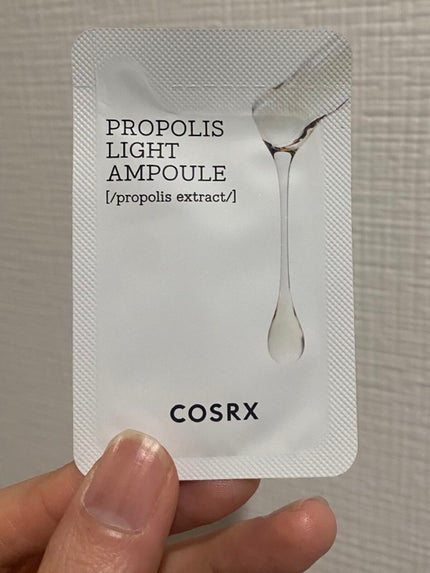 PROPOLIS
LIGHT
AMPOULE
[/propolis extract/]
COSRX